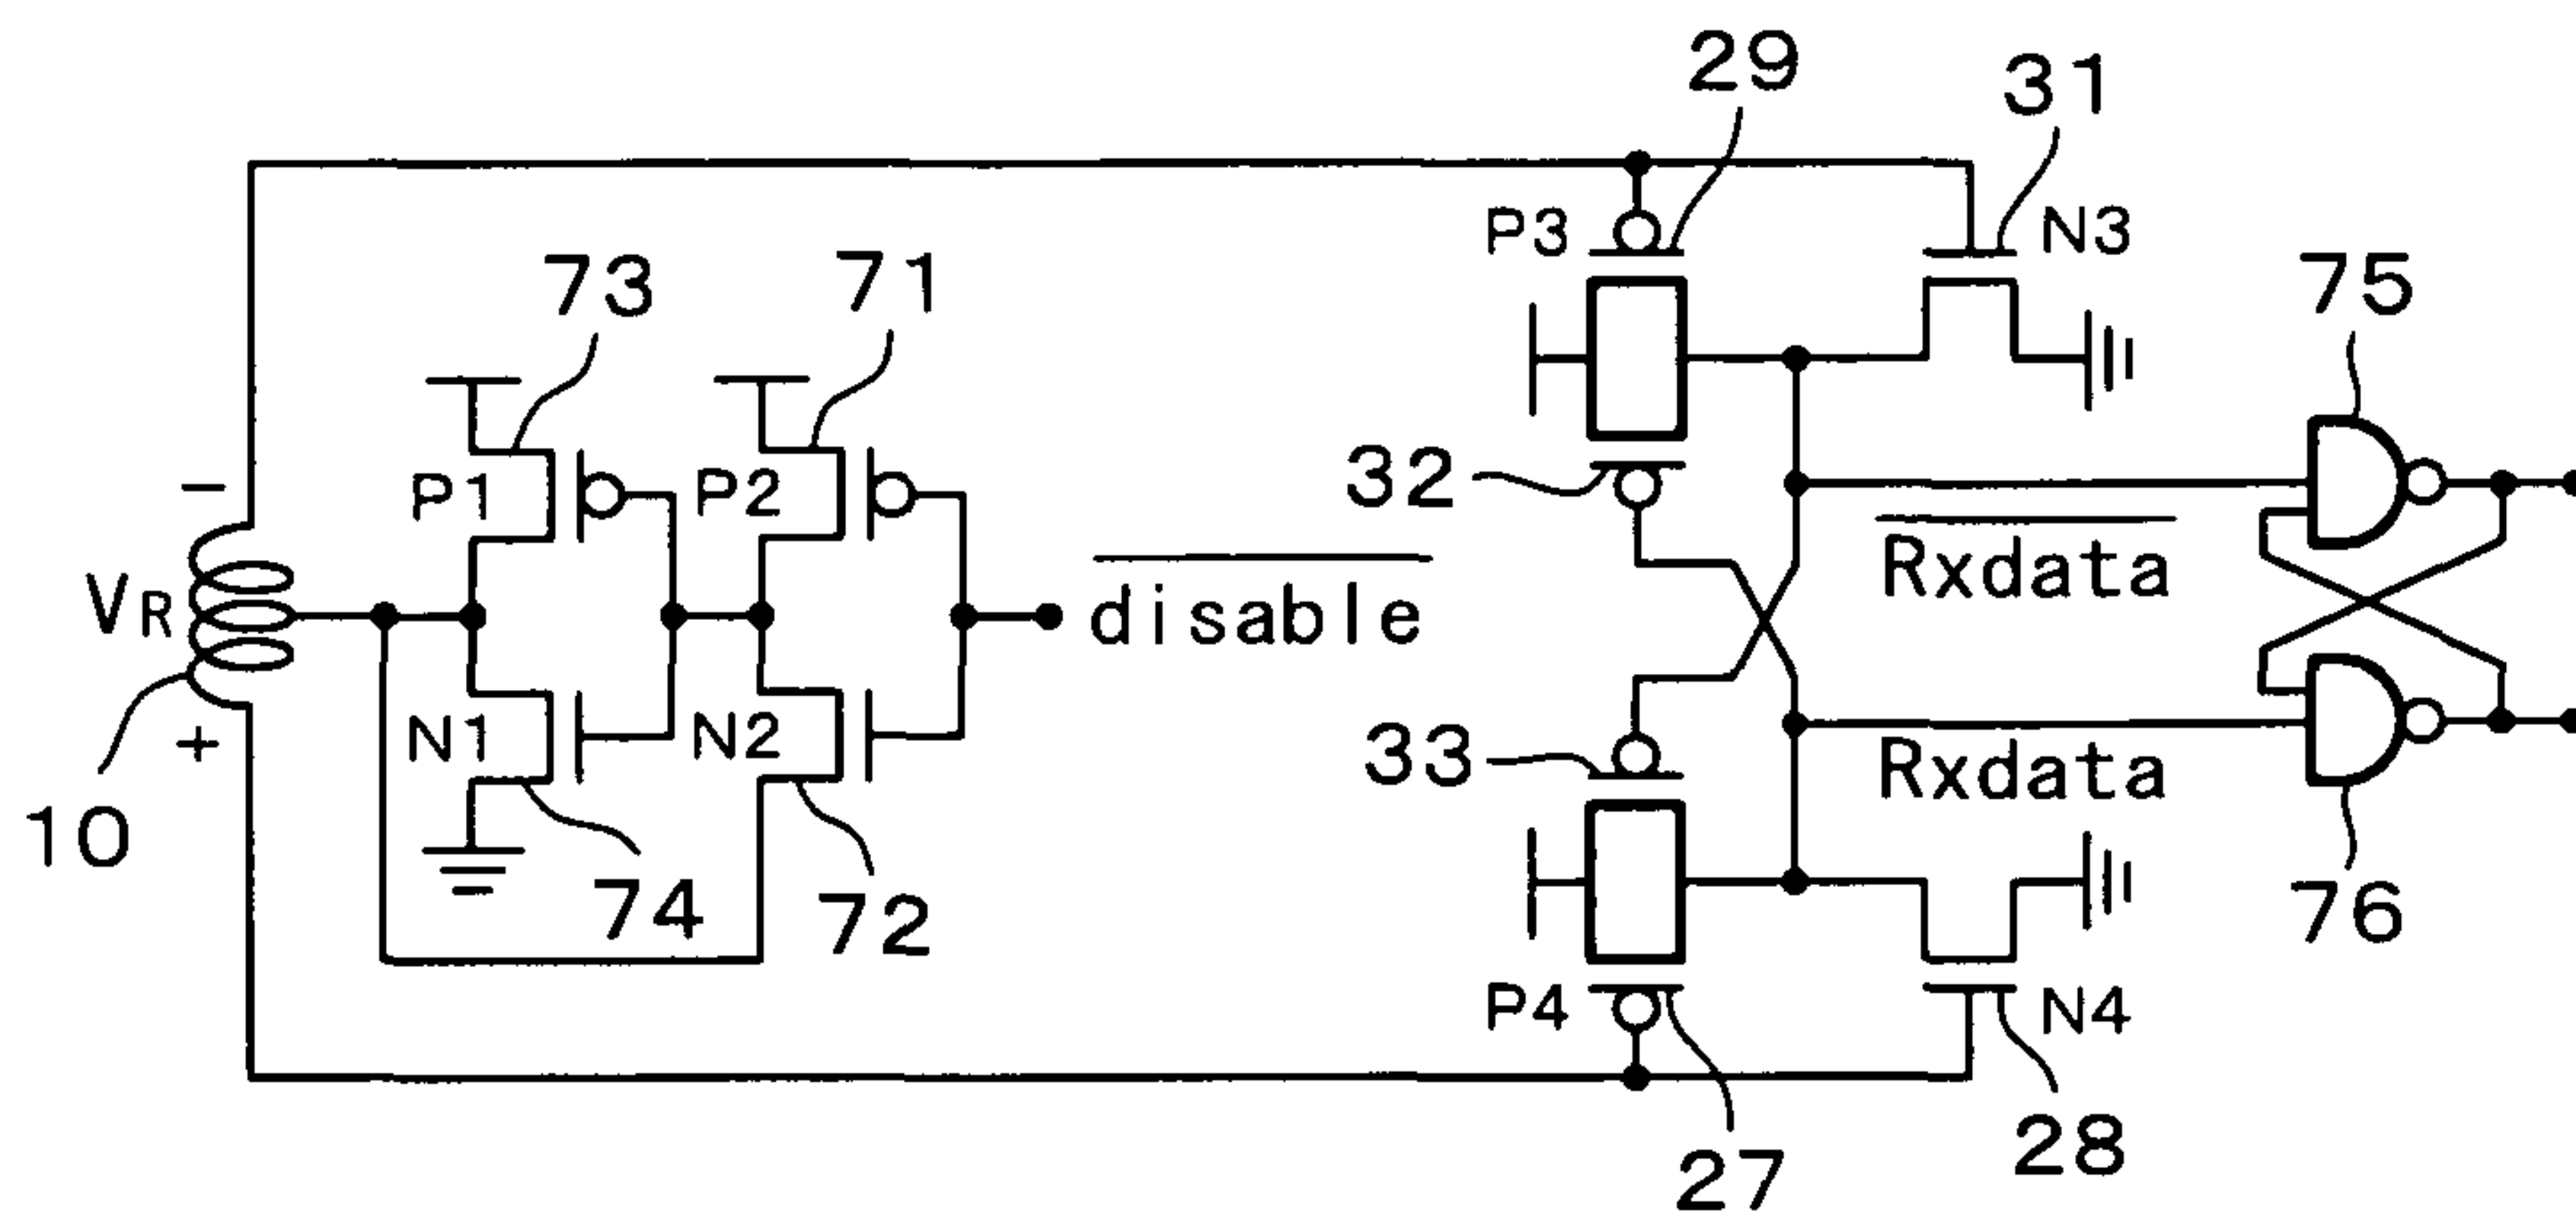 29
31
P3
N3
73
71
75
P1
P2
32
−
VR
disable
Rxdata
N1
N2
33
Rxdata
+
10
74
72
76
P4
N4
27
28